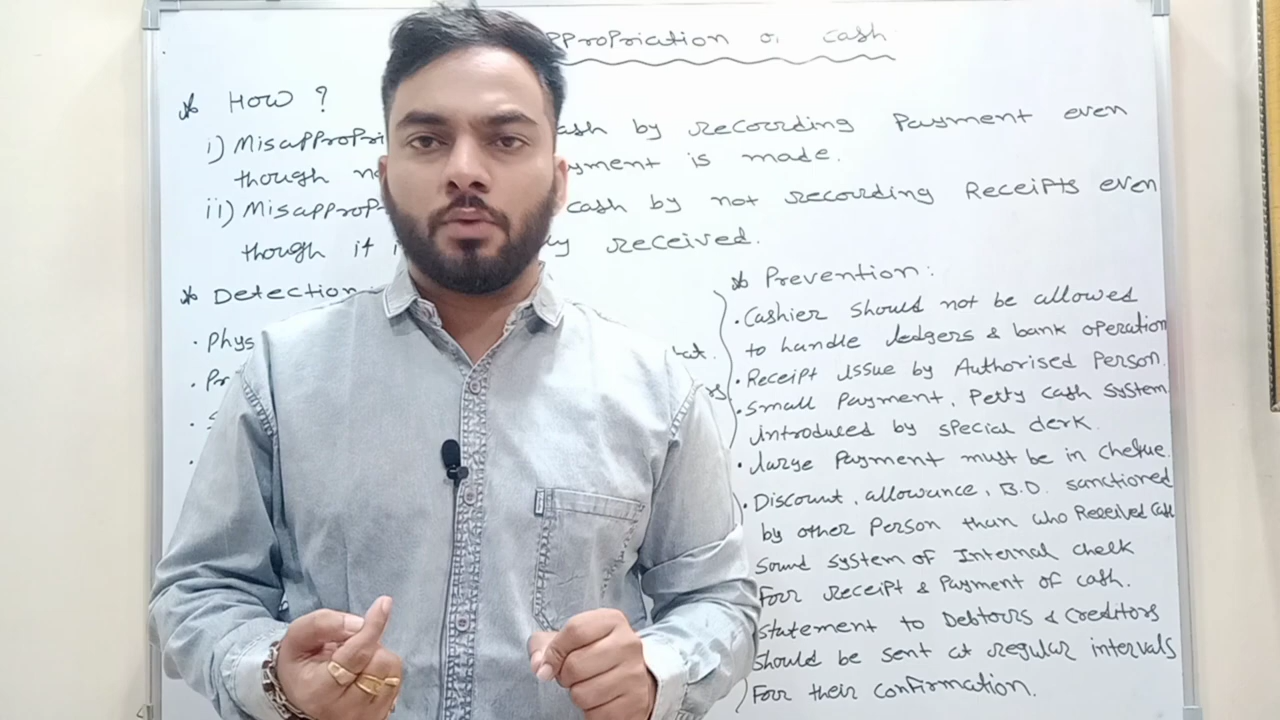 ppropriation of cash
* How ?
i) Misappropri ash by recording Payment even
though no yment is made.
ii) Misapprop cash by not recording Receipts even
though it i y received.
* Detection
• Phys
• Pr
* Prevention:
• Cashier should not be allowed
to handle ledgers & bank operation
• Receipt issue by Authorised Person.
• Small Payment, Petty cash system
introduced by special clerk.
• large Payment must be in cheque.
• Discount, allowance, B.D. sanctioned
by other Person than who Received cash
Sound system of Internal check
For receipt & Payment of cash.
Statement to Debtors & Creditors
should be sent at regular intervals
For their confirmation.